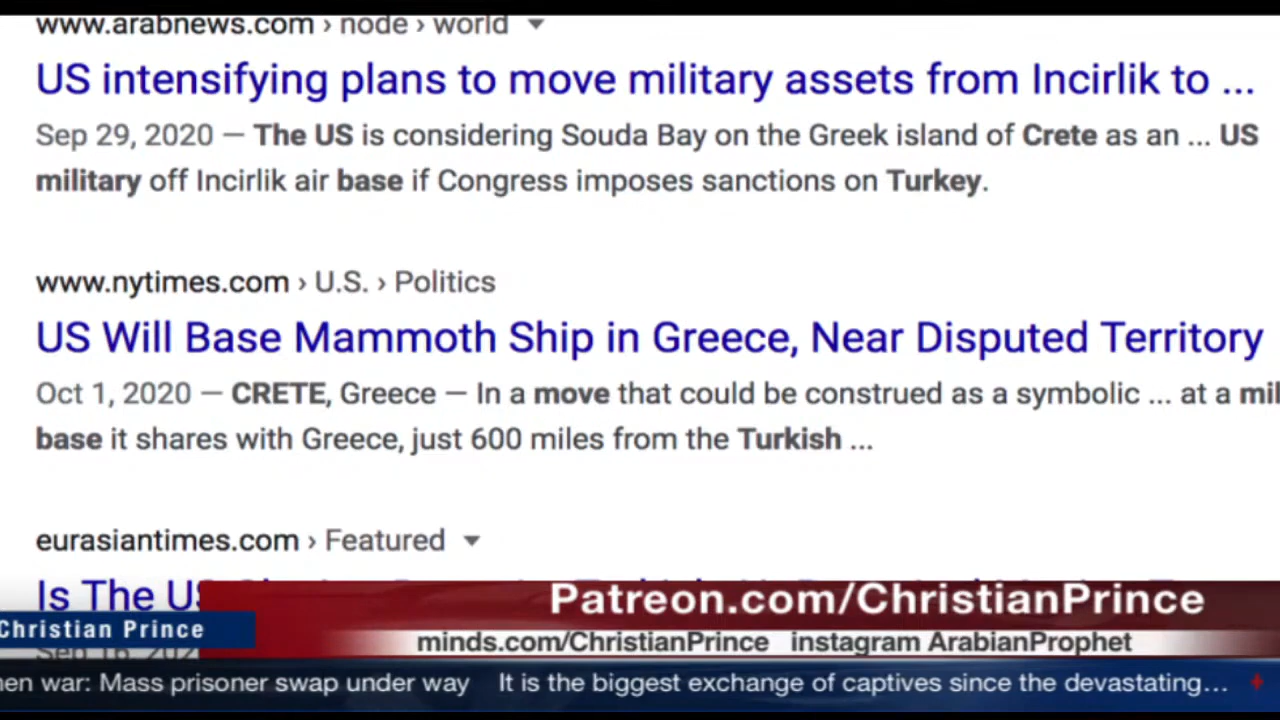 www.arabnews.com › node › world
US intensifying plans to move military assets from Incirlik to ...
Sep 29, 2020 — The US is considering Souda Bay on the Greek island of Crete as an ... US
military off Incirlik air base if Congress imposes sanctions on Turkey.
www.nytimes.com › U.S. › Politics
US Will Base Mammoth Ship in Greece, Near Disputed Territory
Oct 1, 2020 — CRETE, Greece — In a move that could be construed as a symbolic ... at a mil
base it shares with Greece, just 600 miles from the Turkish ...
eurasiantimes.com › Featured
Is The US
Patreon.com/ChristianPrince
Christian Prince
minds.com/ChristianPrince instagram ArabianProphet
Sep 16, 202
men war: Mass prisoner swap under way It is the biggest exchange of captives since the devastating...